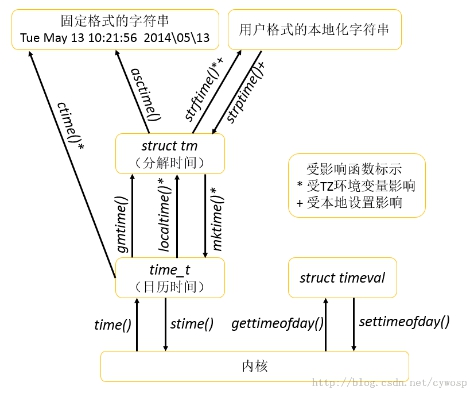 固定格式的字符串
Tue May 13 10:21:56 2014\05\13
用户格式的本地化字符串
ctime()*
asctime()
strftime()*+
strptime()+
struct tm
（分解时间）
受影响函数标示
* 受TZ环境变量影响
+ 受本地设置影响
gmtime()
localtime()*
mktime()*
time_t
（日历时间）
struct timeval
time()
stime()
gettimeofday()
settimeofday()
内核
http://blog.csdn.net/cywosp